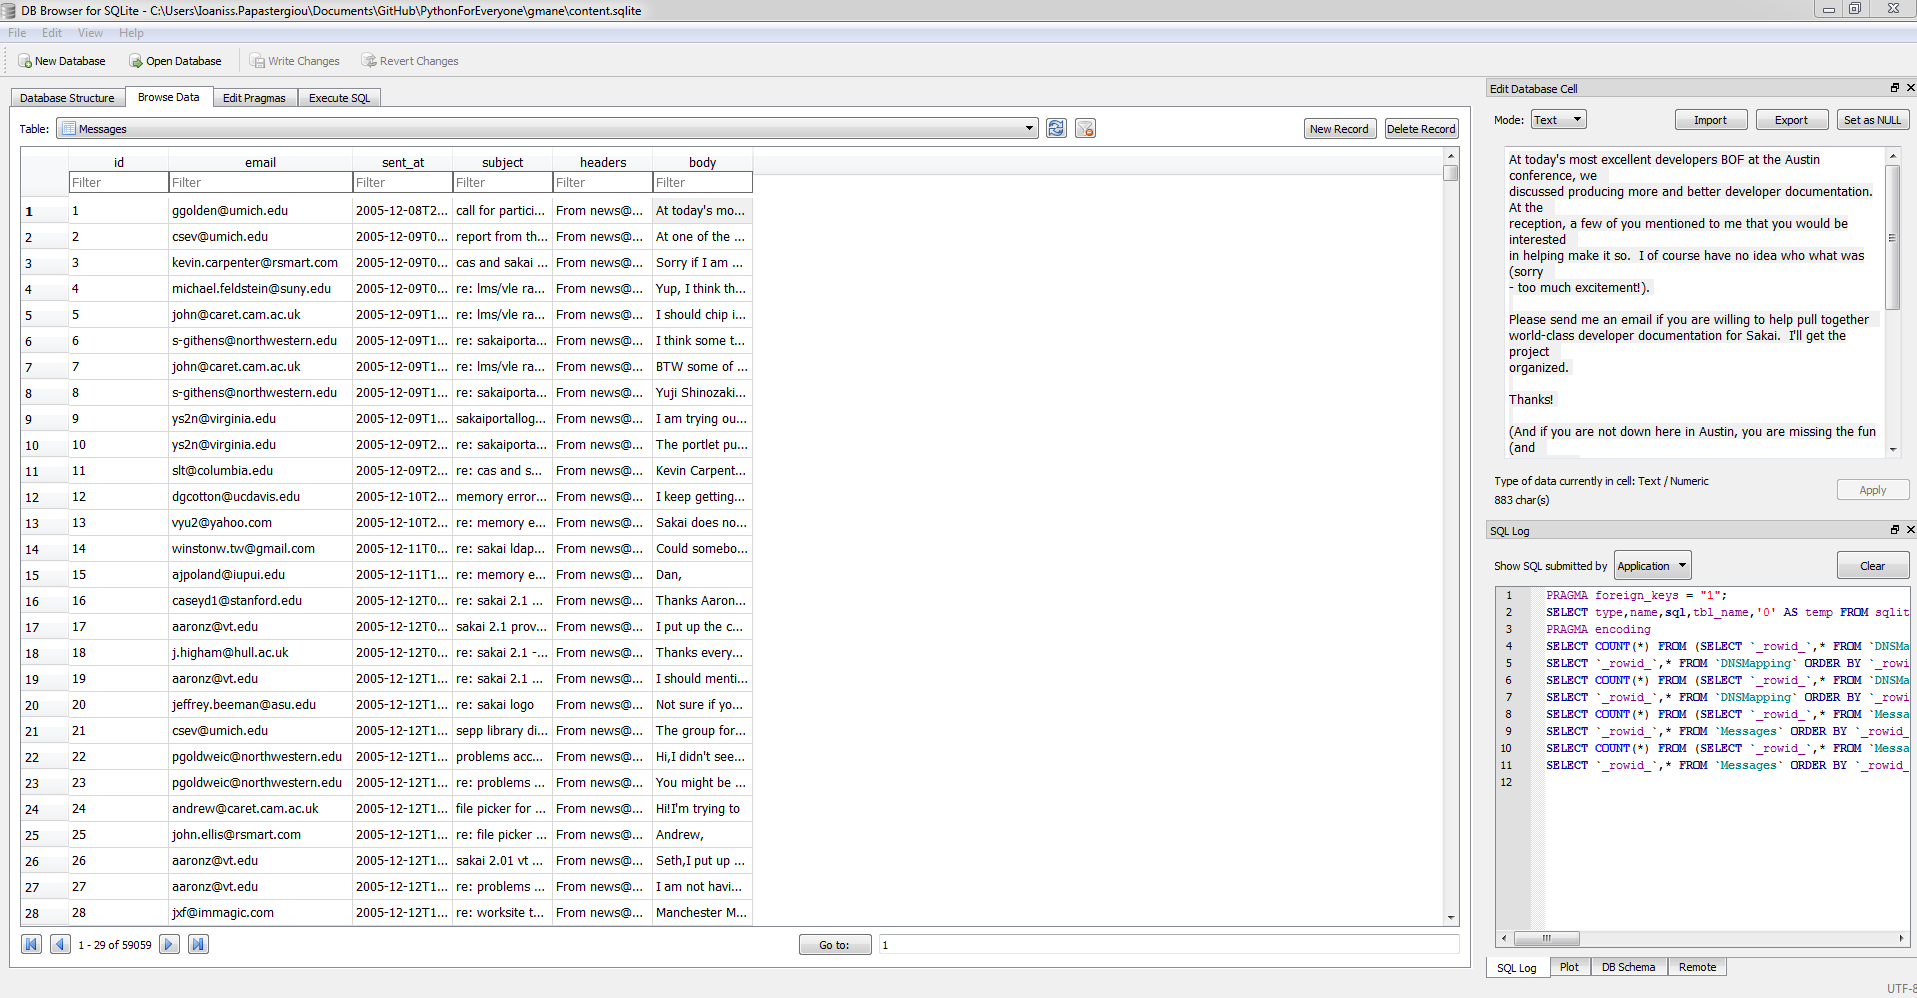 DB Browser for SQLite - C:\Users\Ioaniss.Papastergiou\Documents\GitHub\PythonForEveryone\gmane\content.sqlite
File Edit View Help
New Database Open Database Write Changes Revert Changes
Database Structure Browse Data Edit Pragmas Execute SQL
Table: Messages New Record Delete Record
id email sent_at subject headers body
Filter Filter Filter Filter Filter Filter
1 1 ggolden@umich.edu 2005-12-08T2... call for partici... From news@... At today's mo...
2 2 csev@umich.edu 2005-12-09T0... report from th... From news@... At one of the ...
3 3 kevin.carpenter@rsmart.com 2005-12-09T0... cas and sakai ... From news@... Sorry if I am ...
4 4 michael.feldstein@suny.edu 2005-12-09T0... re: lms/vle ra... From news@... Yup, I think th...
5 5 john@caret.cam.ac.uk 2005-12-09T1... re: lms/vle ra... From news@... I should chip i...
6 6 s-githens@northwestern.edu 2005-12-09T1... re: sakaiporta... From news@... I think some t...
7 7 john@caret.cam.ac.uk 2005-12-09T1... re: lms/vle ra... From news@... BTW some of ...
8 8 s-githens@northwestern.edu 2005-12-09T1... re: sakaiporta... From news@... Yuji Shinozaki...
9 9 ys2n@virginia.edu 2005-12-09T1... sakaiportallog... From news@... I am trying ou...
10 10 ys2n@virginia.edu 2005-12-09T2... re: sakaiporta... From news@... The portlet pu...
11 11 slt@columbia.edu 2005-12-09T2... re: cas and s... From news@... Kevin Carpent...
12 12 dgcotton@ucdavis.edu 2005-12-10T2... memory error... From news@... I keep getting...
13 13 vyu2@yahoo.com 2005-12-10T2... re: memory e... From news@... Sakai does no...
14 14 winstonw.tw@gmail.com 2005-12-11T0... re: sakai ldap... From news@... Could somebo...
15 15 ajpoland@iupui.edu 2005-12-11T1... re: memory e... From news@... Dan,
16 16 caseyd1@stanford.edu 2005-12-12T0... re: sakai 2.1 ... From news@... Thanks Aaron...
17 17 aaronz@vt.edu 2005-12-12T0... sakai 2.1 prov... From news@... I put up the c...
18 18 j.higham@hull.ac.uk 2005-12-12T0... re: sakai 2.1 -... From news@... Thanks every...
19 19 aaronz@vt.edu 2005-12-12T1... re: sakai 2.1 ... From news@... I should menti...
20 20 jeffrey.beeman@asu.edu 2005-12-12T1... re: sakai logo From news@... Not sure if yo...
21 21 csev@umich.edu 2005-12-12T1... sepp library di... From news@... The group for...
22 22 pgoldweic@northwestern.edu 2005-12-12T1... problems acc... From news@... Hi,I didn't see...
23 23 pgoldweic@northwestern.edu 2005-12-12T1... re: problems ... From news@... You might be ...
24 24 andrew@caret.cam.ac.uk 2005-12-12T1... file picker for ... From news@... Hi!I'm trying to
25 25 john.ellis@rsmart.com 2005-12-12T1... re: file picker ... From news@... Andrew,
26 26 aaronz@vt.edu 2005-12-12T1... sakai 2.01 vt ... From news@... Seth,I put up ...
27 27 aaronz@vt.edu 2005-12-12T1... re: problems ... From news@... I am not havi...
28 28 jxf@immagic.com 2005-12-12T1... re: worksite t... From news@... Manchester M...
1 - 29 of 59059 Go to: 1
Edit Database Cell
Mode: Text Import Export Set as NULL
At today's most excellent developers BOF at the Austin
conference, we
discussed producing more and better developer documentation.
At the
reception, a few of you mentioned to me that you would be
interested
in helping make it so. I of course have no idea who what was
(sorry
- too much excitement!).
Please send me an email if you are willing to help pull together
world-class developer documentation for Sakai. I'll get the
project
organized.
Thanks!
(And if you are not down here in Austin, you are missing the fun
(and
Type of data currently in cell: Text / Numeric
883 char(s) Apply
SQL Log
Show SQL submitted by Application Clear
1 PRAGMA foreign_keys = "1";
2 SELECT type,name,sql,tbl_name,'0' AS temp FROM sqlit
3 PRAGMA encoding
4 SELECT COUNT(*) FROM (SELECT `_rowid_`,* FROM `DNSMa
5 SELECT `_rowid_`,* FROM `DNSMapping` ORDER BY `_rowi
6 SELECT COUNT(*) FROM (SELECT `_rowid_`,* FROM `DNSMa
7 SELECT `_rowid_`,* FROM `DNSMapping` ORDER BY `_rowi
8 SELECT COUNT(*) FROM (SELECT `_rowid_`,* FROM `Messa
9 SELECT `_rowid_`,* FROM `Messages` ORDER BY `_rowid_
10 SELECT COUNT(*) FROM (SELECT `_rowid_`,* FROM `Messa
11 SELECT `_rowid_`,* FROM `Messages` ORDER BY `_rowid_
12
SQL Log Plot DB Schema Remote
UTF-8